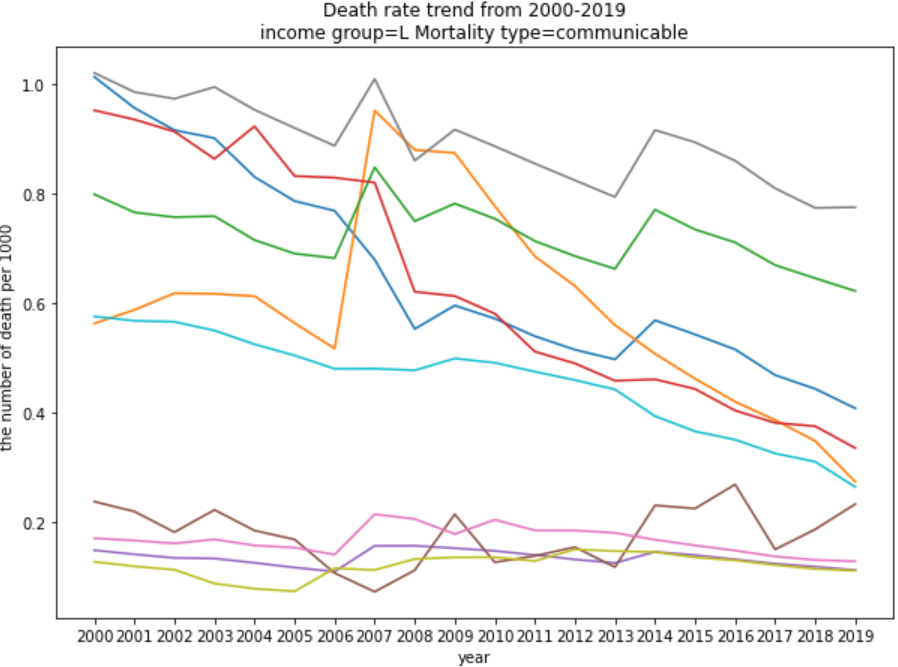 Death rate trend from 2000-2019
income group=L Mortality type=communicable
the number of death per 1000
1.0
0.8
0.6
0.4
0.2
2000 2001 2002 2003 2004 2005 2006 2007 2008 2009 2010 2011 2012 2013 2014 2015 2016 2017 2018 2019
year